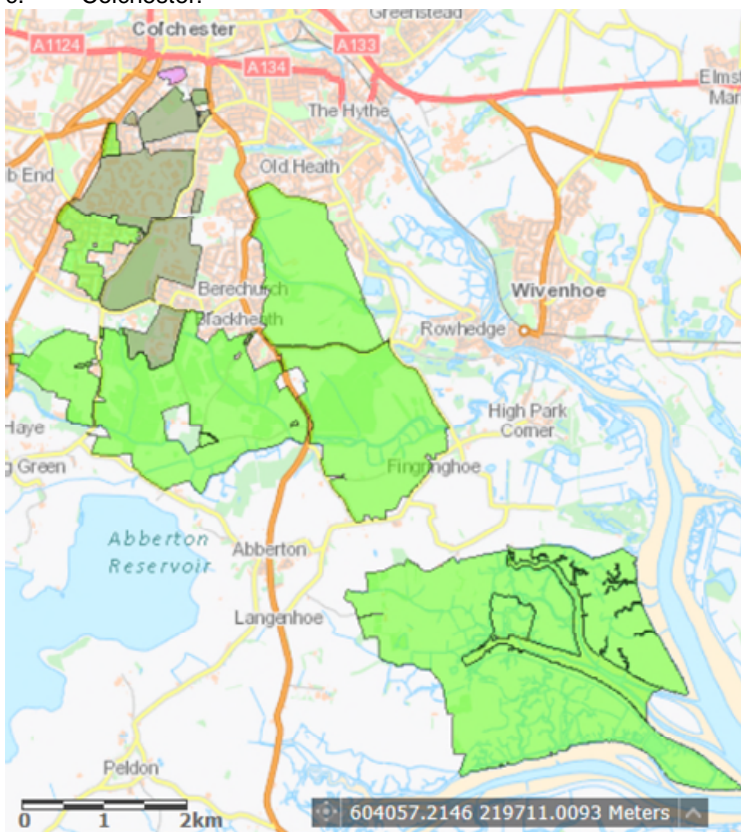 Colchester.
Greenstead
Colchester
A1124
A133
A134
Elmst
Mar
The Hythe
Old Heath
b End
Berechurch
Wivenhoe
Blackheath
Rowhedge
High Park
Corner
Haye
g Green
Fingringhoe
Abberton
Reservoir
Abberton
Langenhoe
Peldon
0 1 2km
604057.2146 219711.0093 Meters